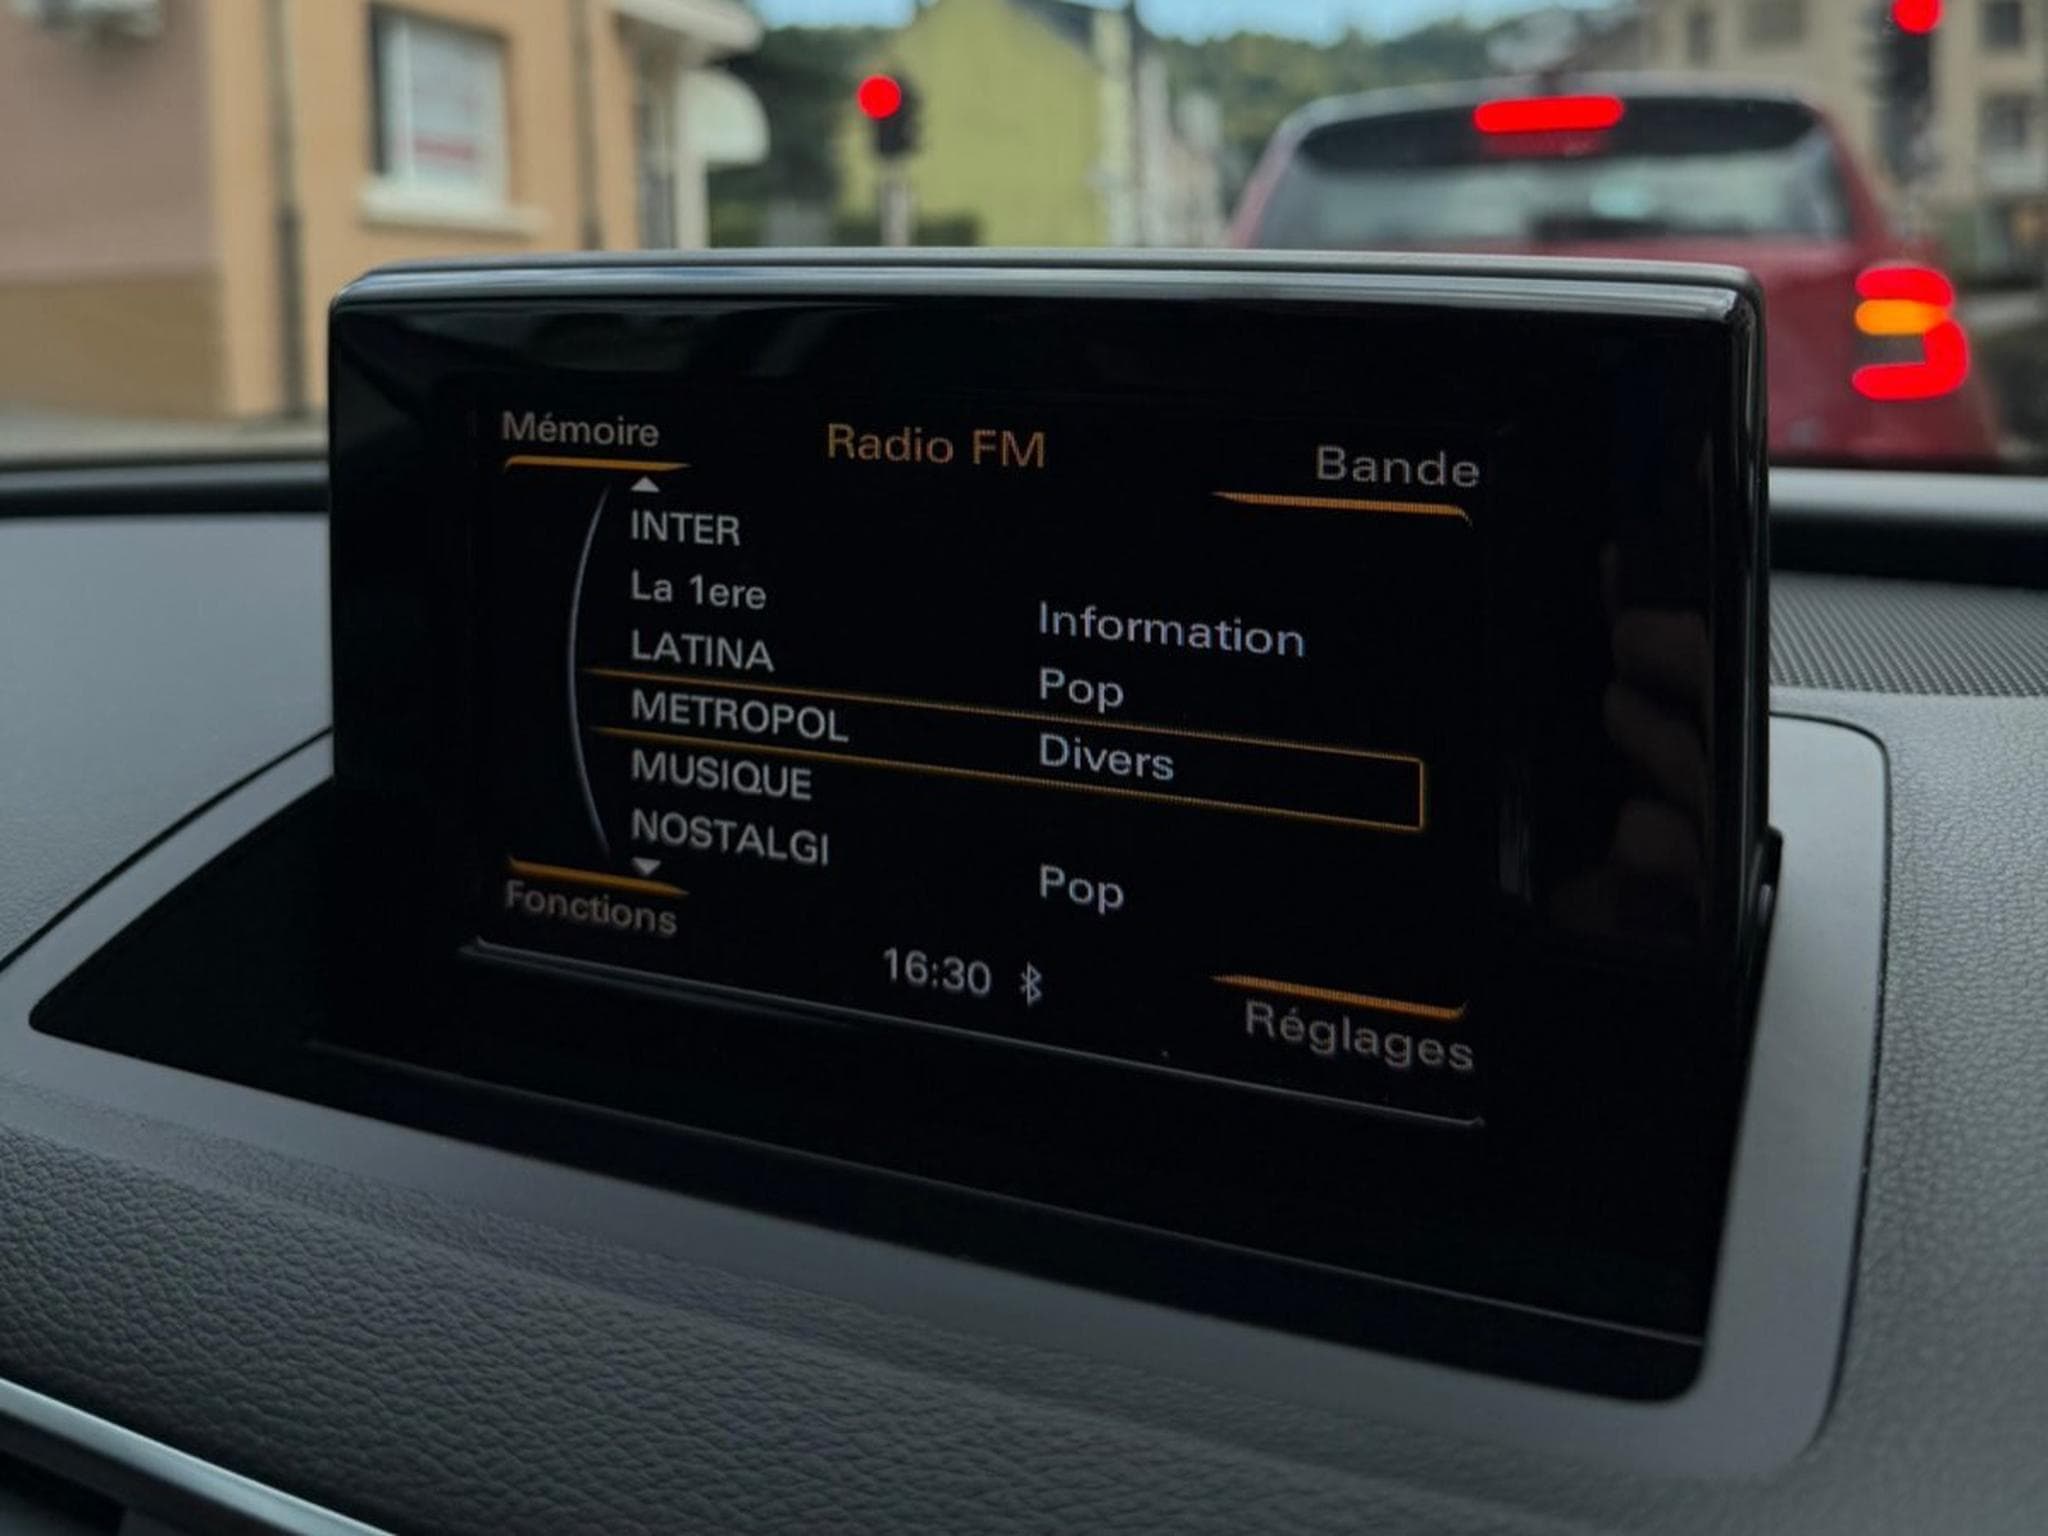 Mémoire Radio FM Bande
INTER
La 1ere Information
LATINA Pop
METROPOL Divers
MUSIQUE
NOSTALGI Pop
Fonctions 16:30 Réglages